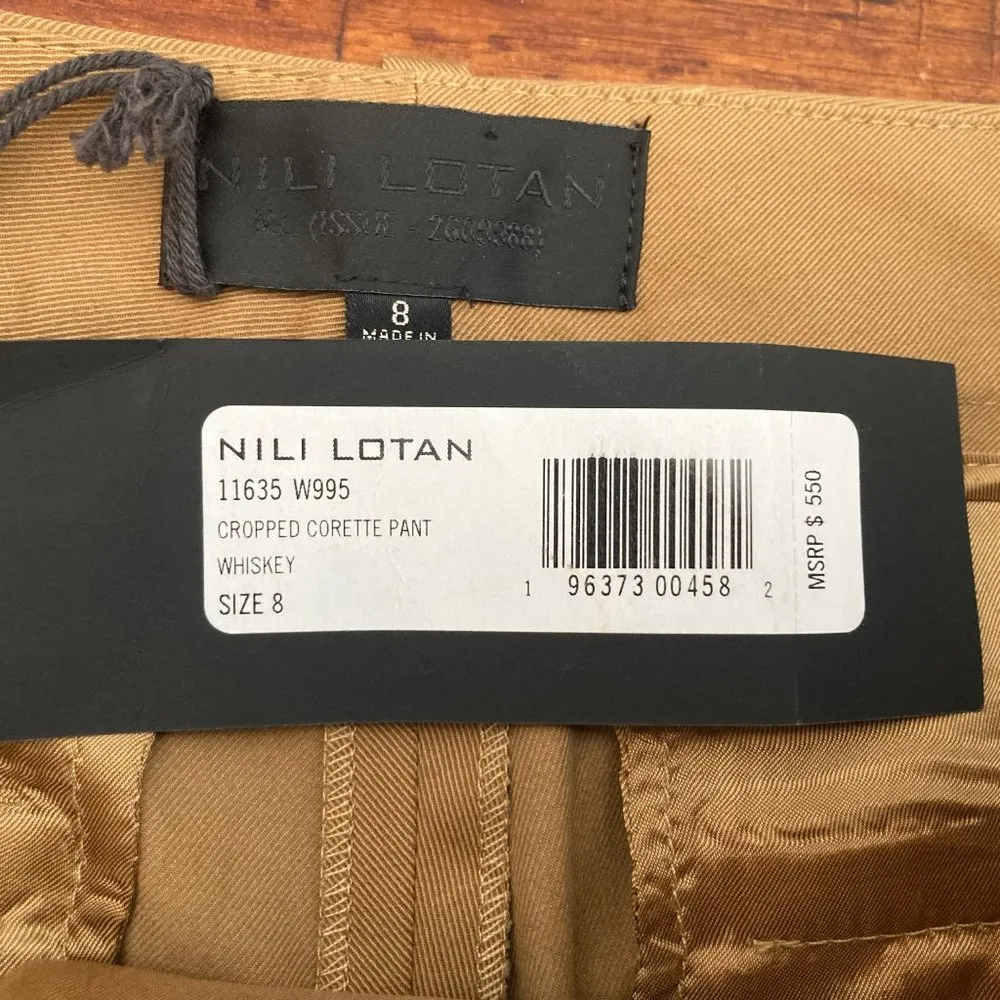 NILI LOTAN
8
MADE IN
NILI LOTAN
11635 W995
CROPPED CORETTE PANT
WHISKEY
SIZE 8
1 96373 00458 2
MSRP $ 550